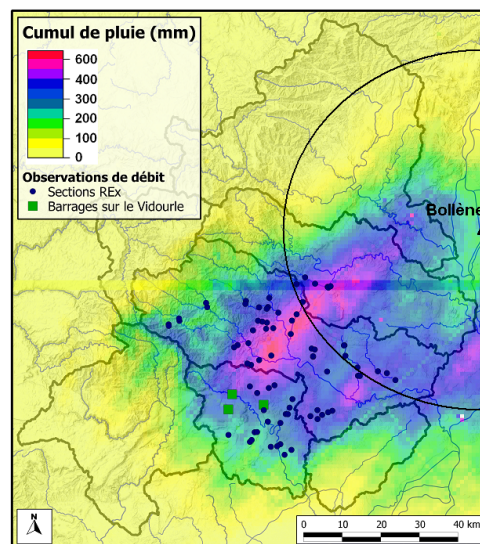 Cumul de pluie (mm)
600
400
300
200
100
0
Observations de débit
Sections REx
Barrages sur le Vidourle
Bollène
N
0 10 20 30 40 km